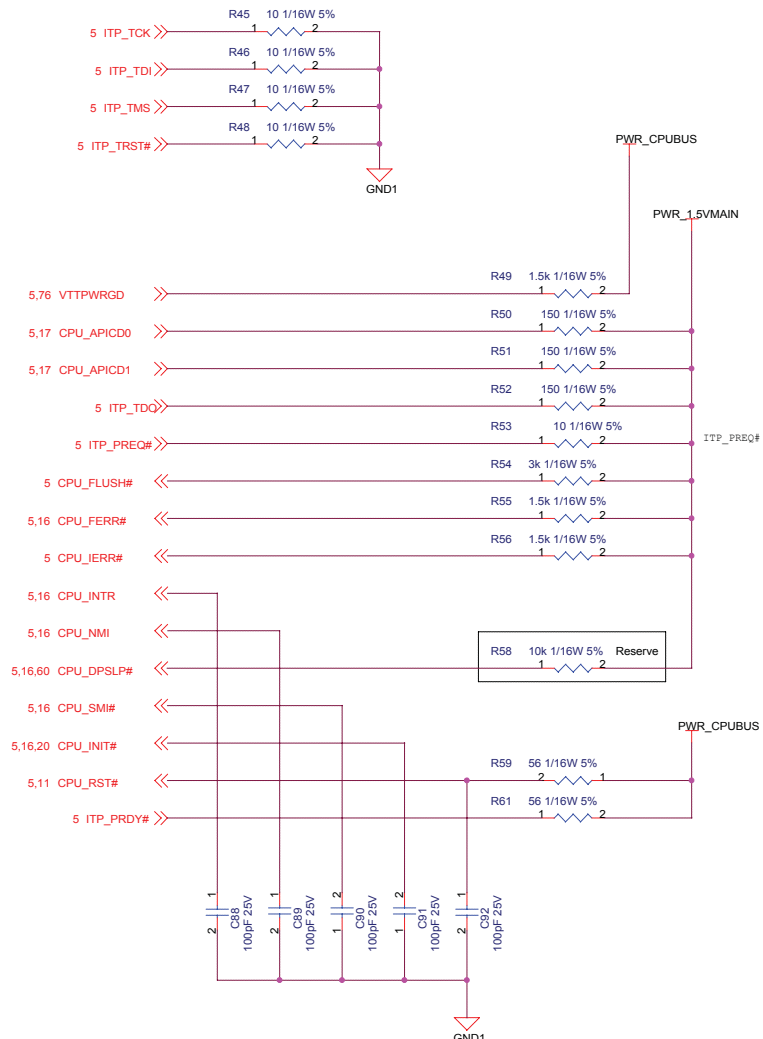 R45 10 1/16W 5%
5 ITP_TCK 1 2
R46 10 1/16W 5%
5 ITP_TDI 1 2
R47 10 1/16W 5%
5 ITP_TMS 1 2
R48 10 1/16W 5%
5 ITP_TRST# 1 2
GND1
PWR_CPUBUS
PWR_1.5VMAIN
R49 1.5k 1/16W 5%
5,76 VTTPWRGD 1 2
R50 150 1/16W 5%
5,17 CPU_APICD0 1 2
R51 150 1/16W 5%
5,17 CPU_APICD1 1 2
R52 150 1/16W 5%
5 ITP_TDO 1 2
R53 10 1/16W 5%
5 ITP_PREQ# 1 2 ITP_PREQ#
R54 3k 1/16W 5%
5 CPU_FLUSH# 1 2
R55 1.5k 1/16W 5%
5,16 CPU_FERR# 1 2
R56 1.5k 1/16W 5%
5 CPU_IERR# 1 2
5,16 CPU_INTR
5,16 CPU_NMI
R58 10k 1/16W 5% Reserve
5,16,60 CPU_DPSLP# 1 2
5,16 CPU_SMI#
PWR_CPUBUS
5,16,20 CPU_INIT#
R59 56 1/16W 5%
5,11 CPU_RST# 2 1
R61 56 1/16W 5%
5 ITP_PRDY# 1 2
1 2 C88 100pF 25V
1 2 C89 100pF 25V
2 1 C90 100pF 25V
2 1 C91 100pF 25V
1 2 C92 100pF 25V
GND1